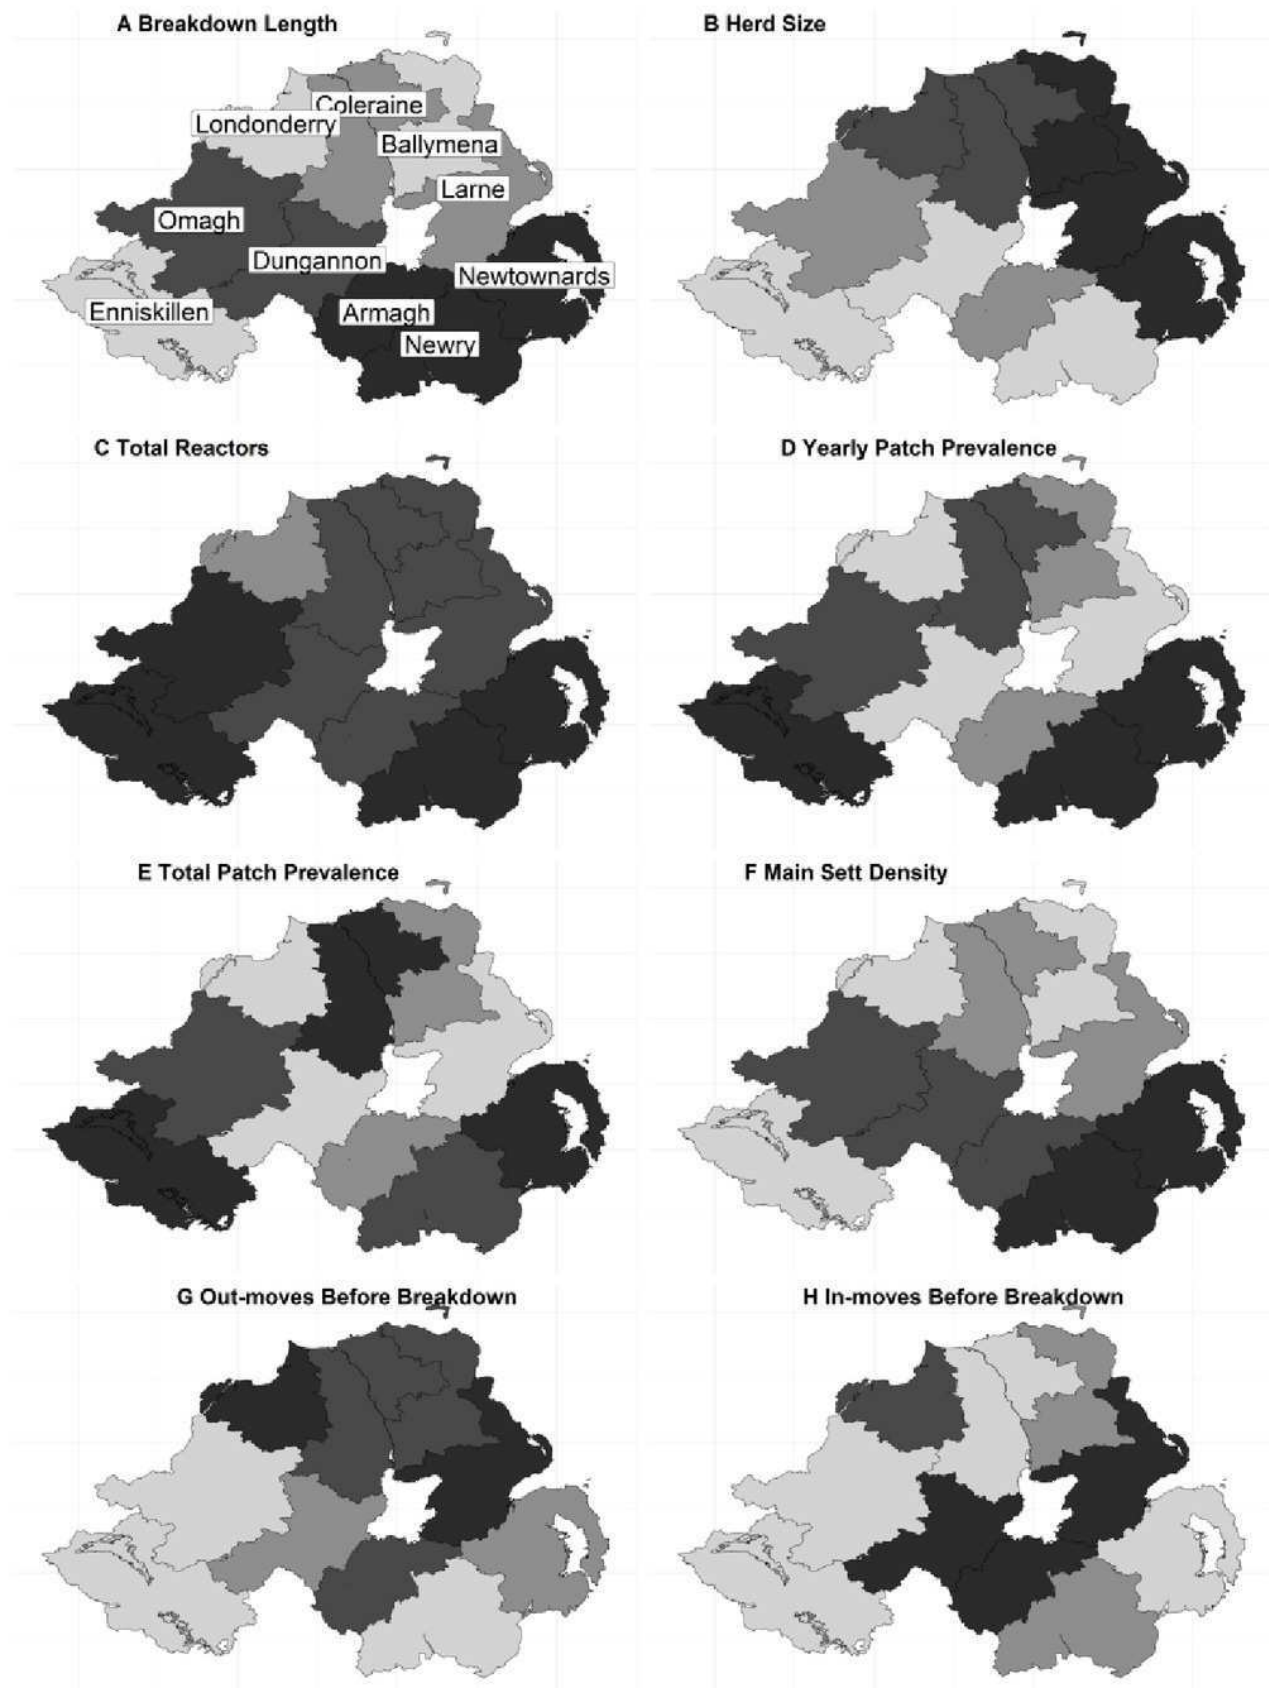 A Breakdown Length
B Herd Size
Coleraine
Londonderry
Ballymena
Larne
Omagh
Dungannon
Newtownards
Enniskillen
Armagh
Newry
C Total Reactors
D Yearly Patch Prevalence
E Total Patch Prevalence
F Main Sett Density
G Out-moves Before Breakdown
H In-moves Before Breakdown